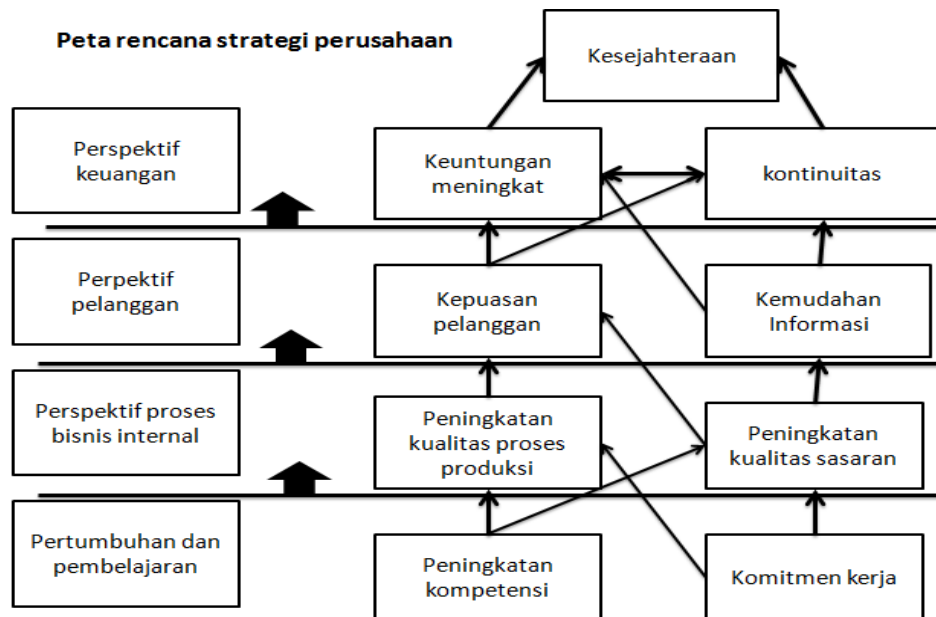 Peta rencana strategi perusahaan
Kesejahteraan
Perspektif
keuangan
Keuntungan
meningkat
kontinuitas
Perpektif
pelanggan
Kepuasan
pelanggan
Kemudahan
Informasi
Perspektif proses
bisnis internal
Peningkatan
kualitas proses
produksi
Peningkatan
kualitas sasaran
Pertumbuhan dan
pembelajaran
Peningkatan
kompetensi
Komitmen kerja